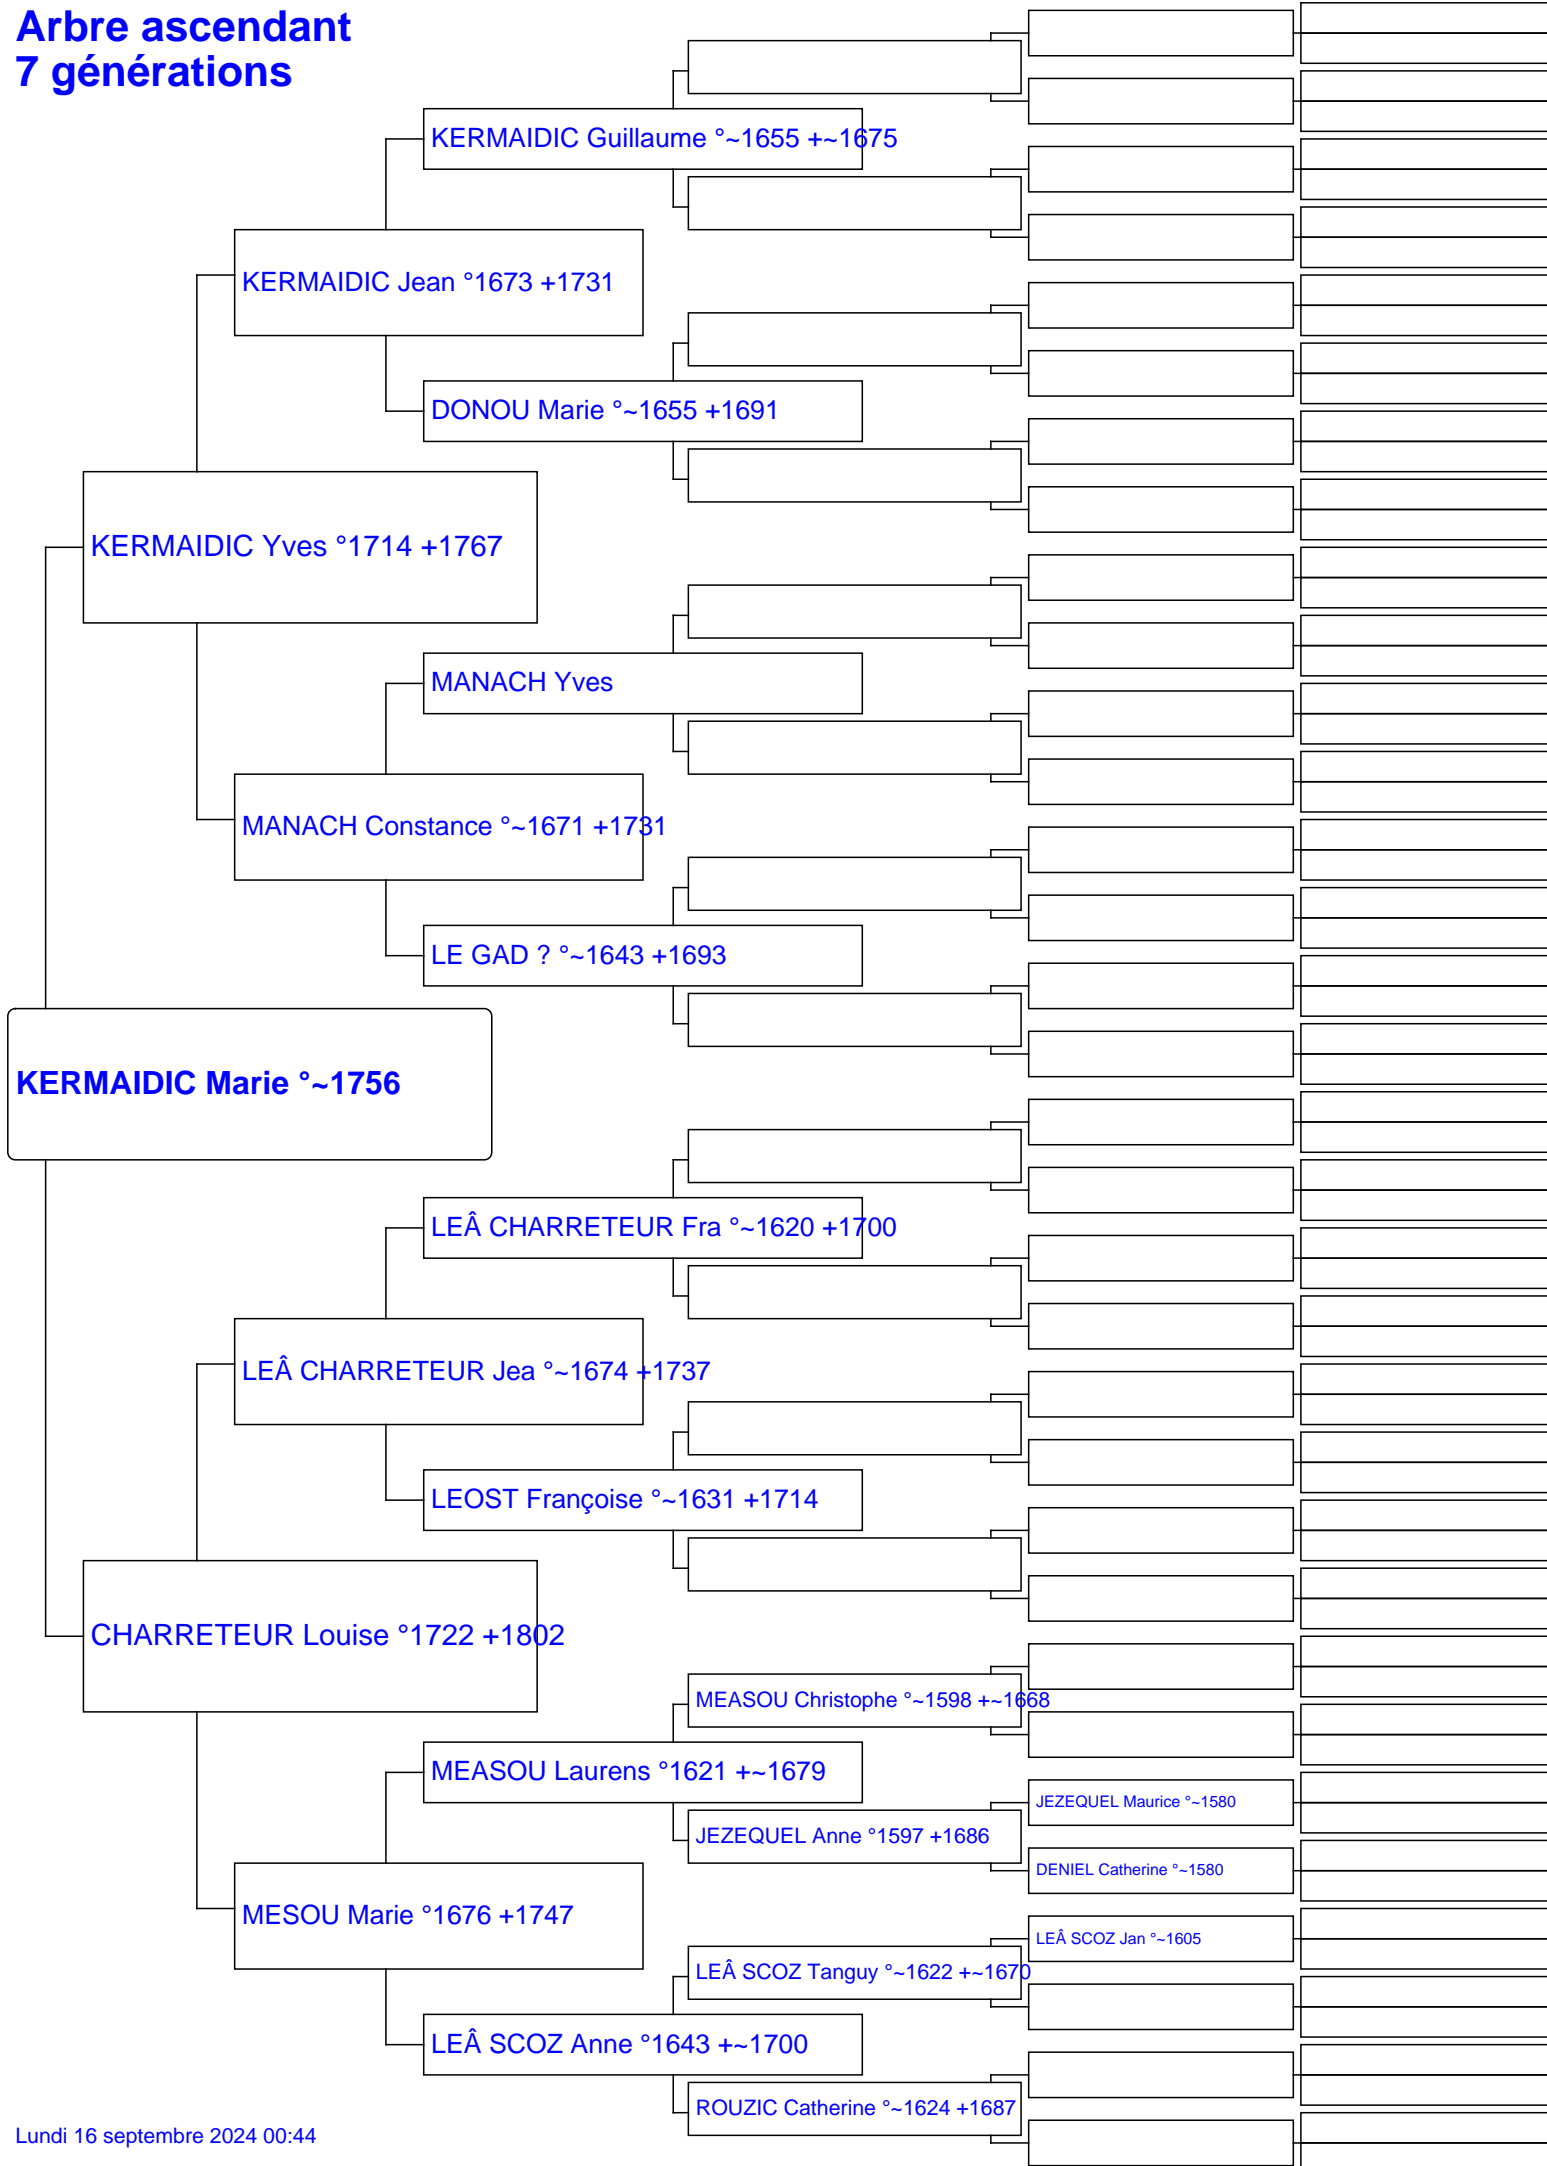 Arbre ascendant
7 générations
KERMAIDIC Guillaume °~1655 +~1675
KERMAIDIC Jean °1673 +1731
DONOU Marie °~1655 +1691
KERMAIDIC Yves °1714 +1767
MANACH Yves
MANACH Constance °~1671 +1731
LE GAD ? °~1643 +1693
KERMAIDIC Marie °~1756
LEÂ CHARRETEUR Fra °~1620 +1700
LEÂ CHARRETEUR Jea °~1674 +1737
LEOST Françoise °~1631 +1714
CHARRETEUR Louise °1722 +1802
MEASOU Christophe °~1598 +~1668
MEASOU Laurens °1621 +~1679
JEZEQUEL Maurice °~1580
JEZEQUEL Anne °1597 +1686
DENIEL Catherine °~1580
MESOU Marie °1676 +1747
LEÂ SCOZ Jan °~1605
LEÂ SCOZ Tanguy °~1622 +~1670
LEÂ SCOZ Anne °1643 +~1700
ROUZIC Catherine °~1624 +1687
Lundi 16 septembre 2024 00:44